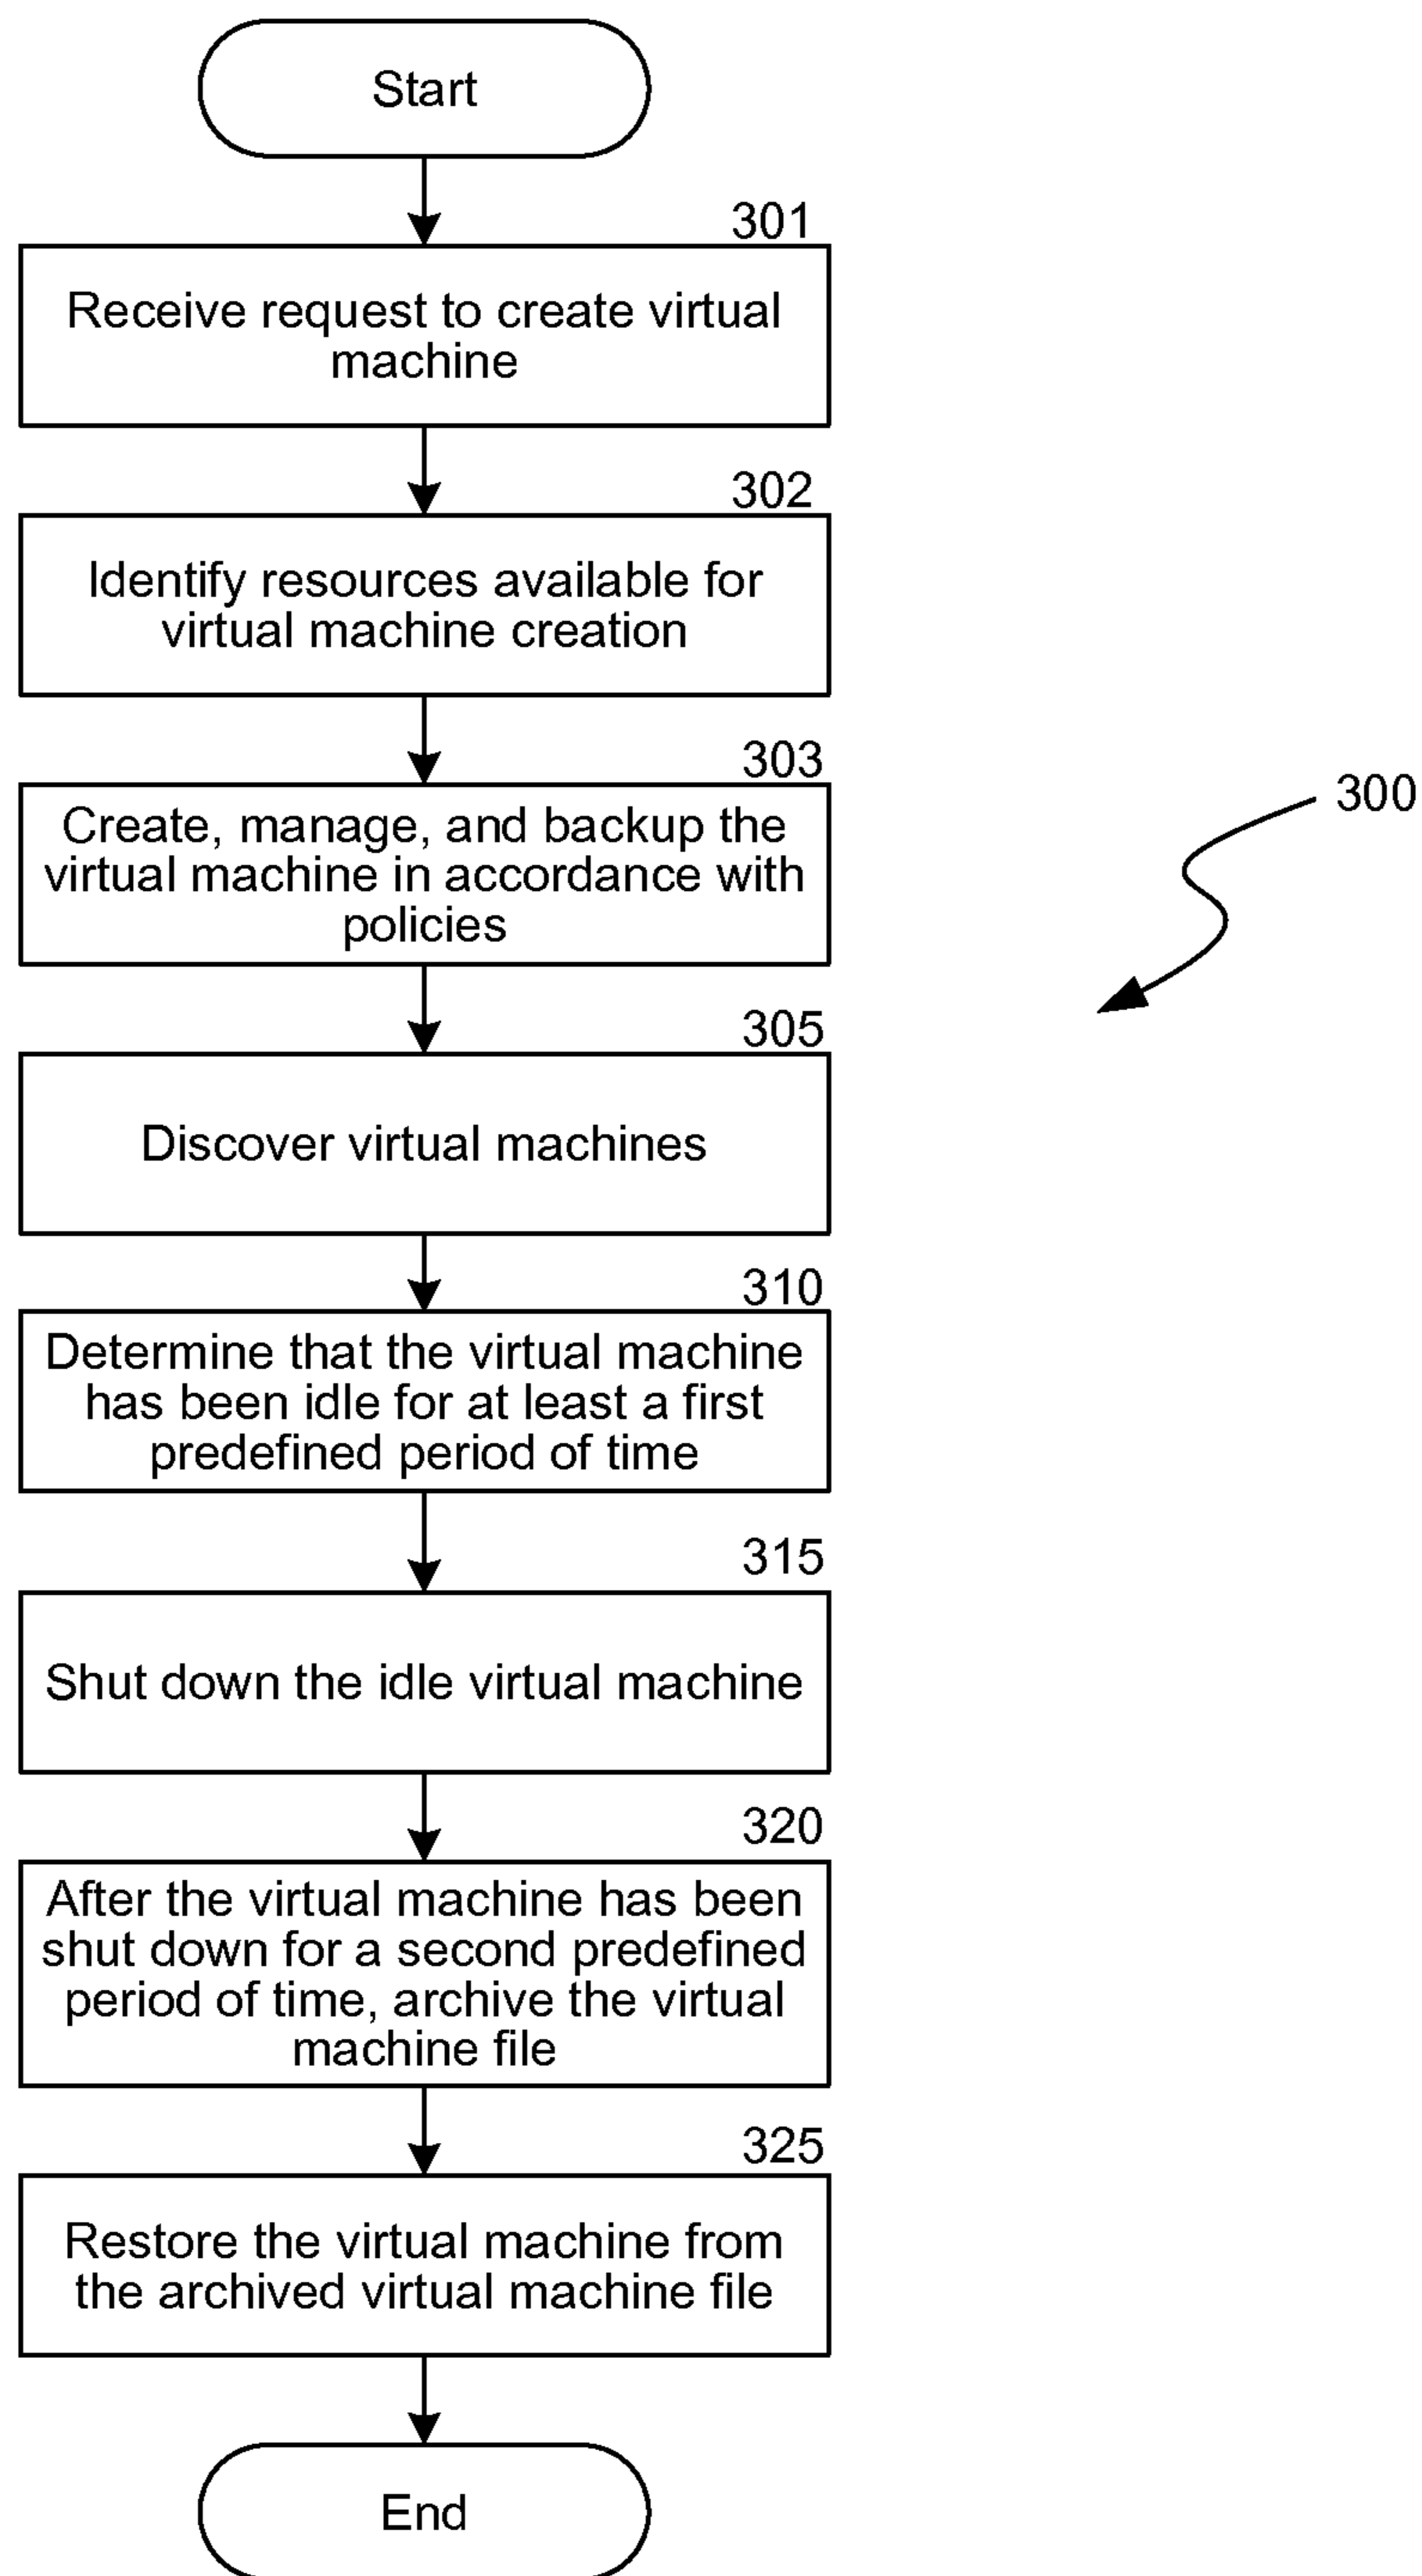 Start
301
Receive request to create virtual
machine
302
Identify resources available for
virtual machine creation
303
Create, manage, and backup the
virtual machine in accordance with
policies
300
305
Discover virtual machines
310
Determine that the virtual machine
has been idle for at least a first
predefined period of time
315
Shut down the idle virtual machine
320
After the virtual machine has been
shut down for a second predefined
period of time, archive the virtual
machine file
325
Restore the virtual machine from
the archived virtual machine file
End